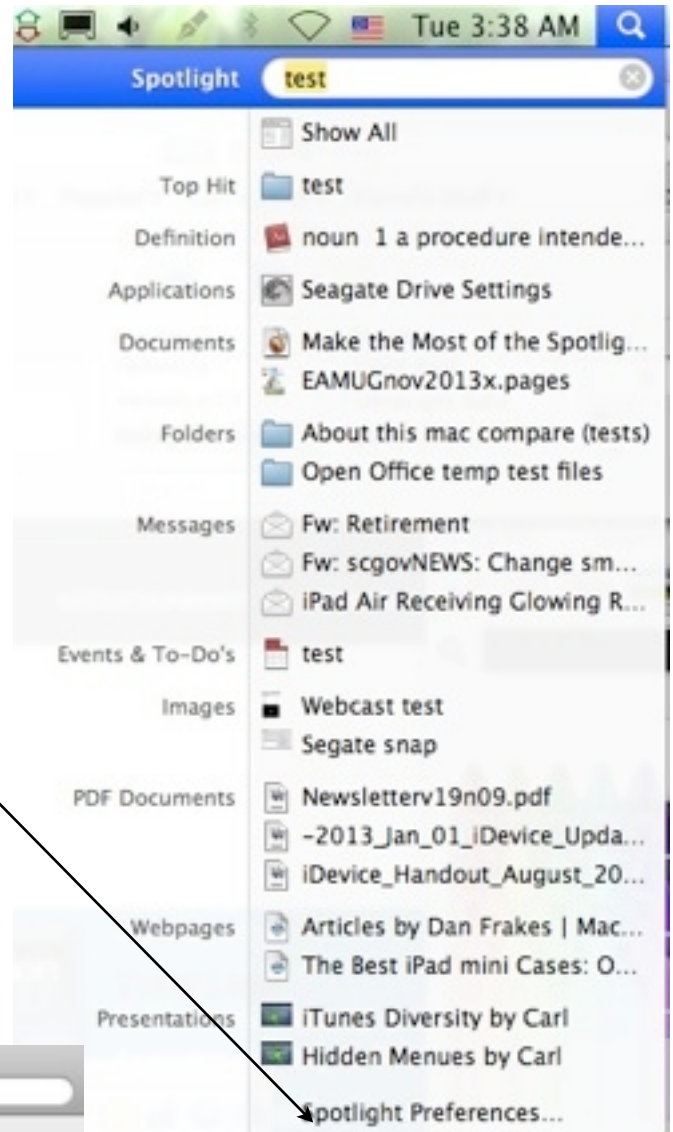 Tue 3:38 AM
Spotlight test
Show All
Top Hit test
Definition noun 1 a procedure intende...
Applications Seagate Drive Settings
Documents Make the Most of the Spotlig...
EAMUGnov2013x.pages
Folders About this mac compare (tests)
Open Office temp test files
Messages Fw: Retirement
Fw: scgovNEWS: Change sm...
iPad Air Receiving Glowing R...
Events & To-Do's test
Images Webcast test
Segate snap
PDF Documents Newsletterv19n09.pdf
-2013_Jan_01_iDevice_Upda...
iDevice_Handout_August_20...
Webpages Articles by Dan Frakes | Mac...
The Best iPad mini Cases: O...
Presentations iTunes Diversity by Carl
Hidden Menues by Carl
Spotlight Preferences...